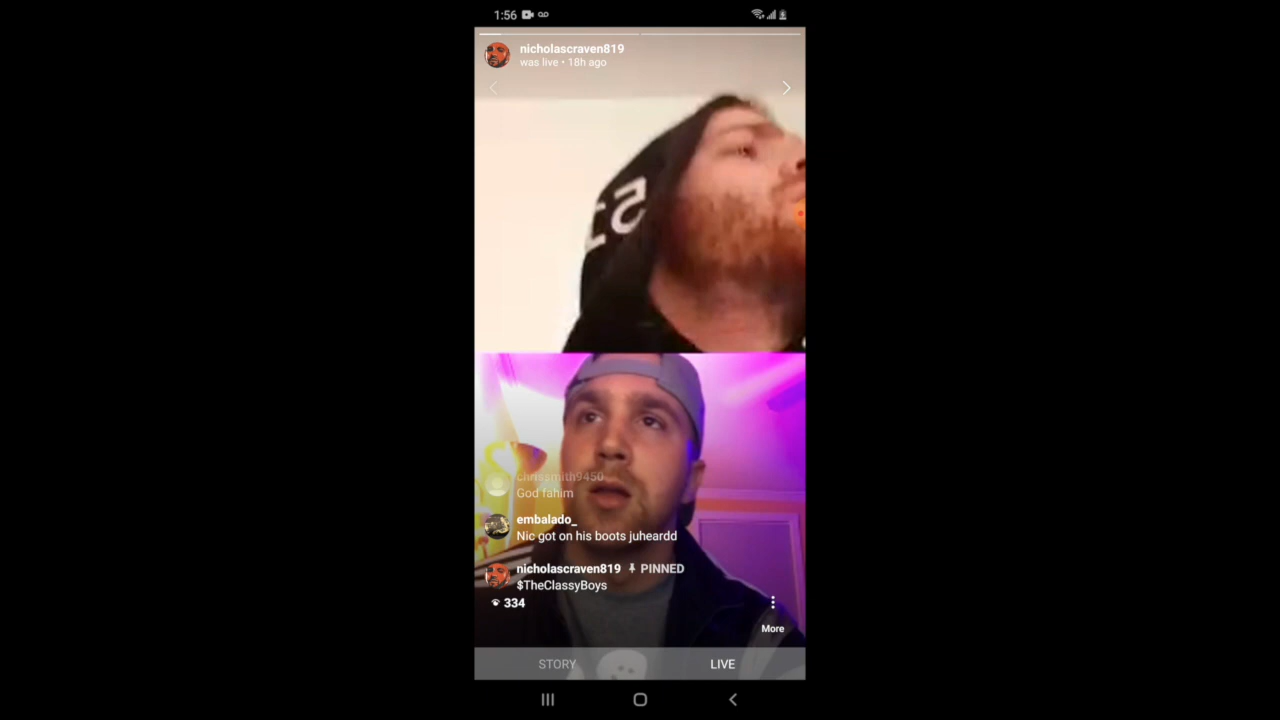 1:56
nicholascraven819
was live • 18h ago
chrissmith9450
God fahim
embalado_
Nic got on his boots juheardd
nicholascraven819 PINNED
$TheClassyBoys
334
More
STORY
LIVE